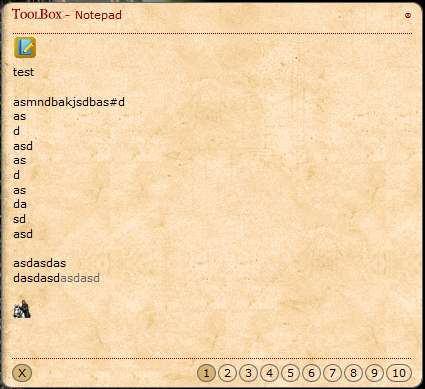 ToolBox - Notepad
test
asmndbakjsdbas#d
as
d
asd
as
d
as
da
sd
asd
asdasdas
dasdasdasdasd
X 1 2 3 4 5 6 7 8 9 10